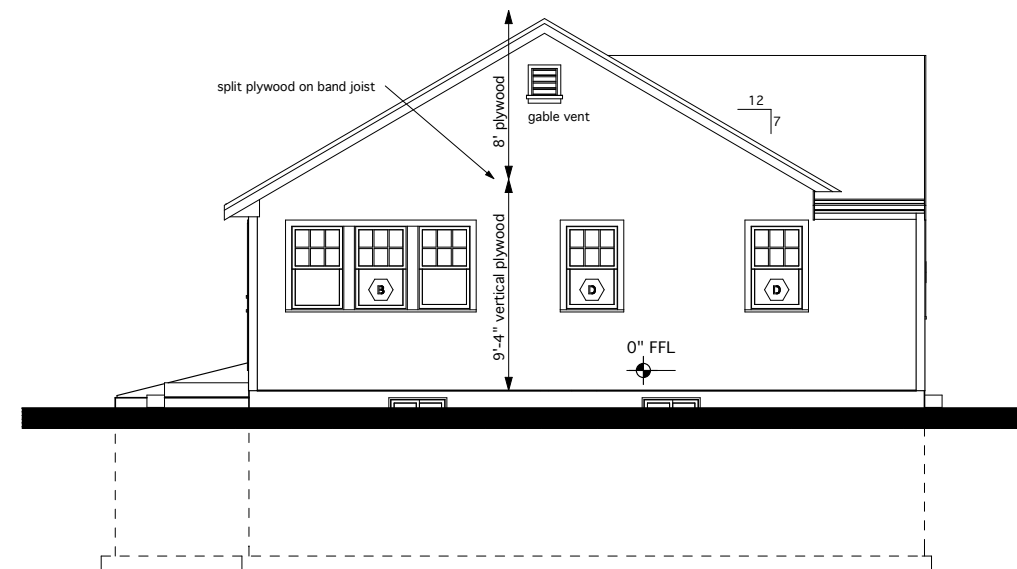 split plywood on band joist
8' plywood
gable vent
12
7
9'-4" vertical plywood
B
D
D
0" FFL